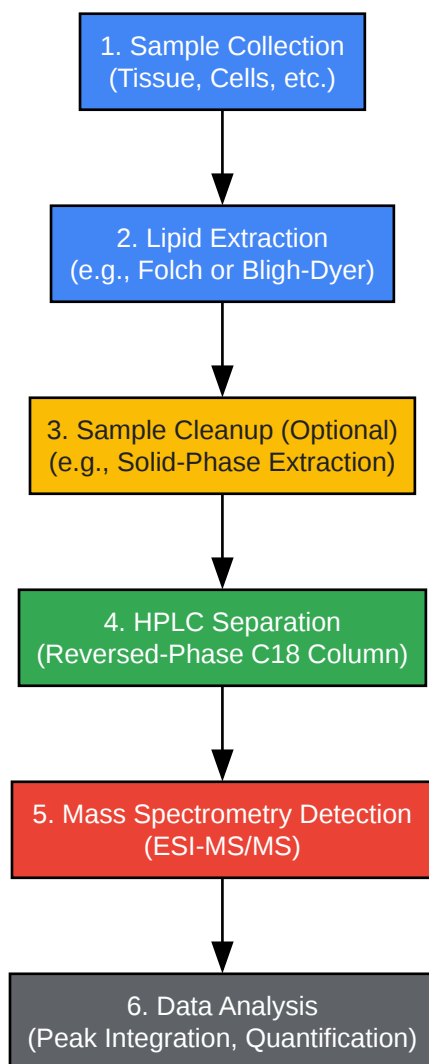 1. Sample Collection
(Tissue, Cells, etc.)
2. Lipid Extraction
(e.g., Folch or Bligh-Dyer)
3. Sample Cleanup (Optional)
(e.g., Solid-Phase Extraction)
4. HPLC Separation
(Reversed-Phase C18 Column)
5. Mass Spectrometry Detection
(ESI-MS/MS)
6. Data Analysis
(Peak Integration, Quantification)